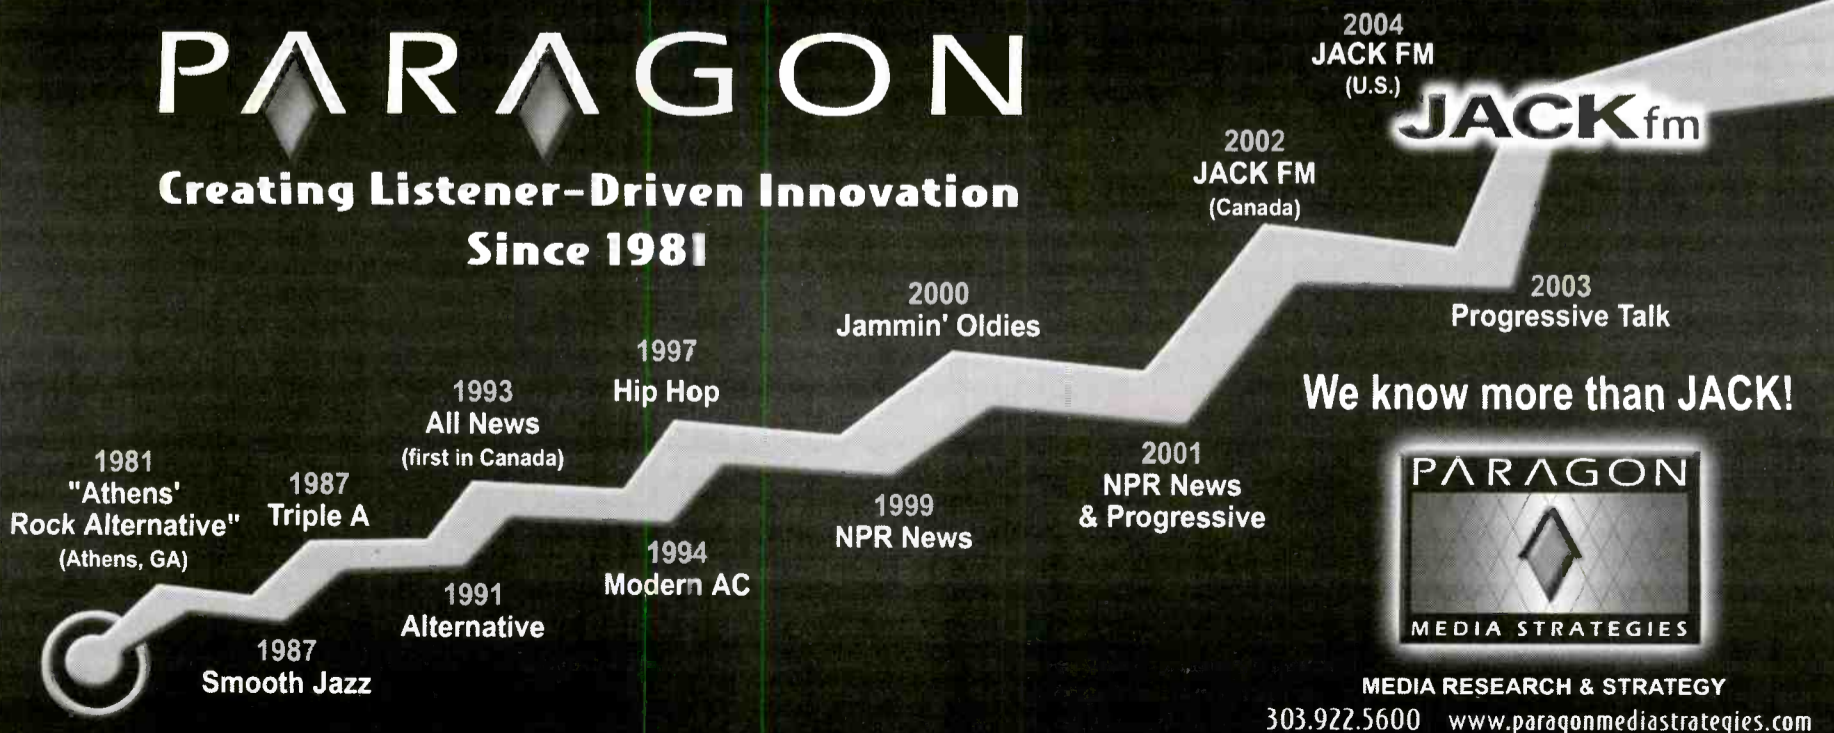 PARAGON
Creating Listener-Driven Innovation
Since 1981
1981
"Athens'
Rock Alternative"
(Athens, GA)
1987
Smooth Jazz
1987
Triple A
1991
Alternative
1993
All News
(first in Canada)
1994
Modern AC
1997
Hip Hop
1999
NPR News
2000
Jammin' Oldies
2001
NPR News
& Progressive
2002
JACK FM
(Canada)
2003
Progressive Talk
2004
JACK FM
(U.S.)
JACK fm
We know more than JACK!
PARAGON
MEDIA STRATEGIES
MEDIA RESEARCH & STRATEGY
303.922.5600 www.paragonmediastrategies.com